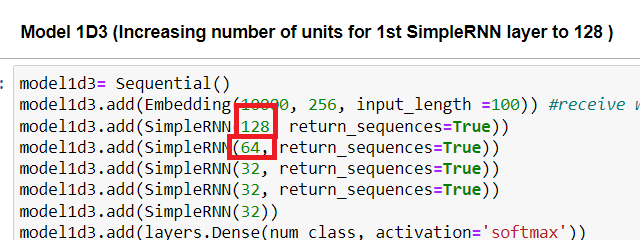 Model 1D3 (Increasing number of units for 1st SimpleRNN layer to 128 )
:
model1d3= Sequential()
model1d3.add(Embedding(10000, 256, input_length =100)) #receive
model1d3.add(SimpleRNN 128 return_sequences=True))
model1d3.add(SimpleRNN(64, return_sequences=True))
model1d3.add(SimpleRNN(32, return_sequences=True))
model1d3.add(SimpleRNN(32, return_sequences=True))
model1d3.add(SimpleRNN(32))
model1d3.add(layers.Dense(num_class, activation='softmax'))